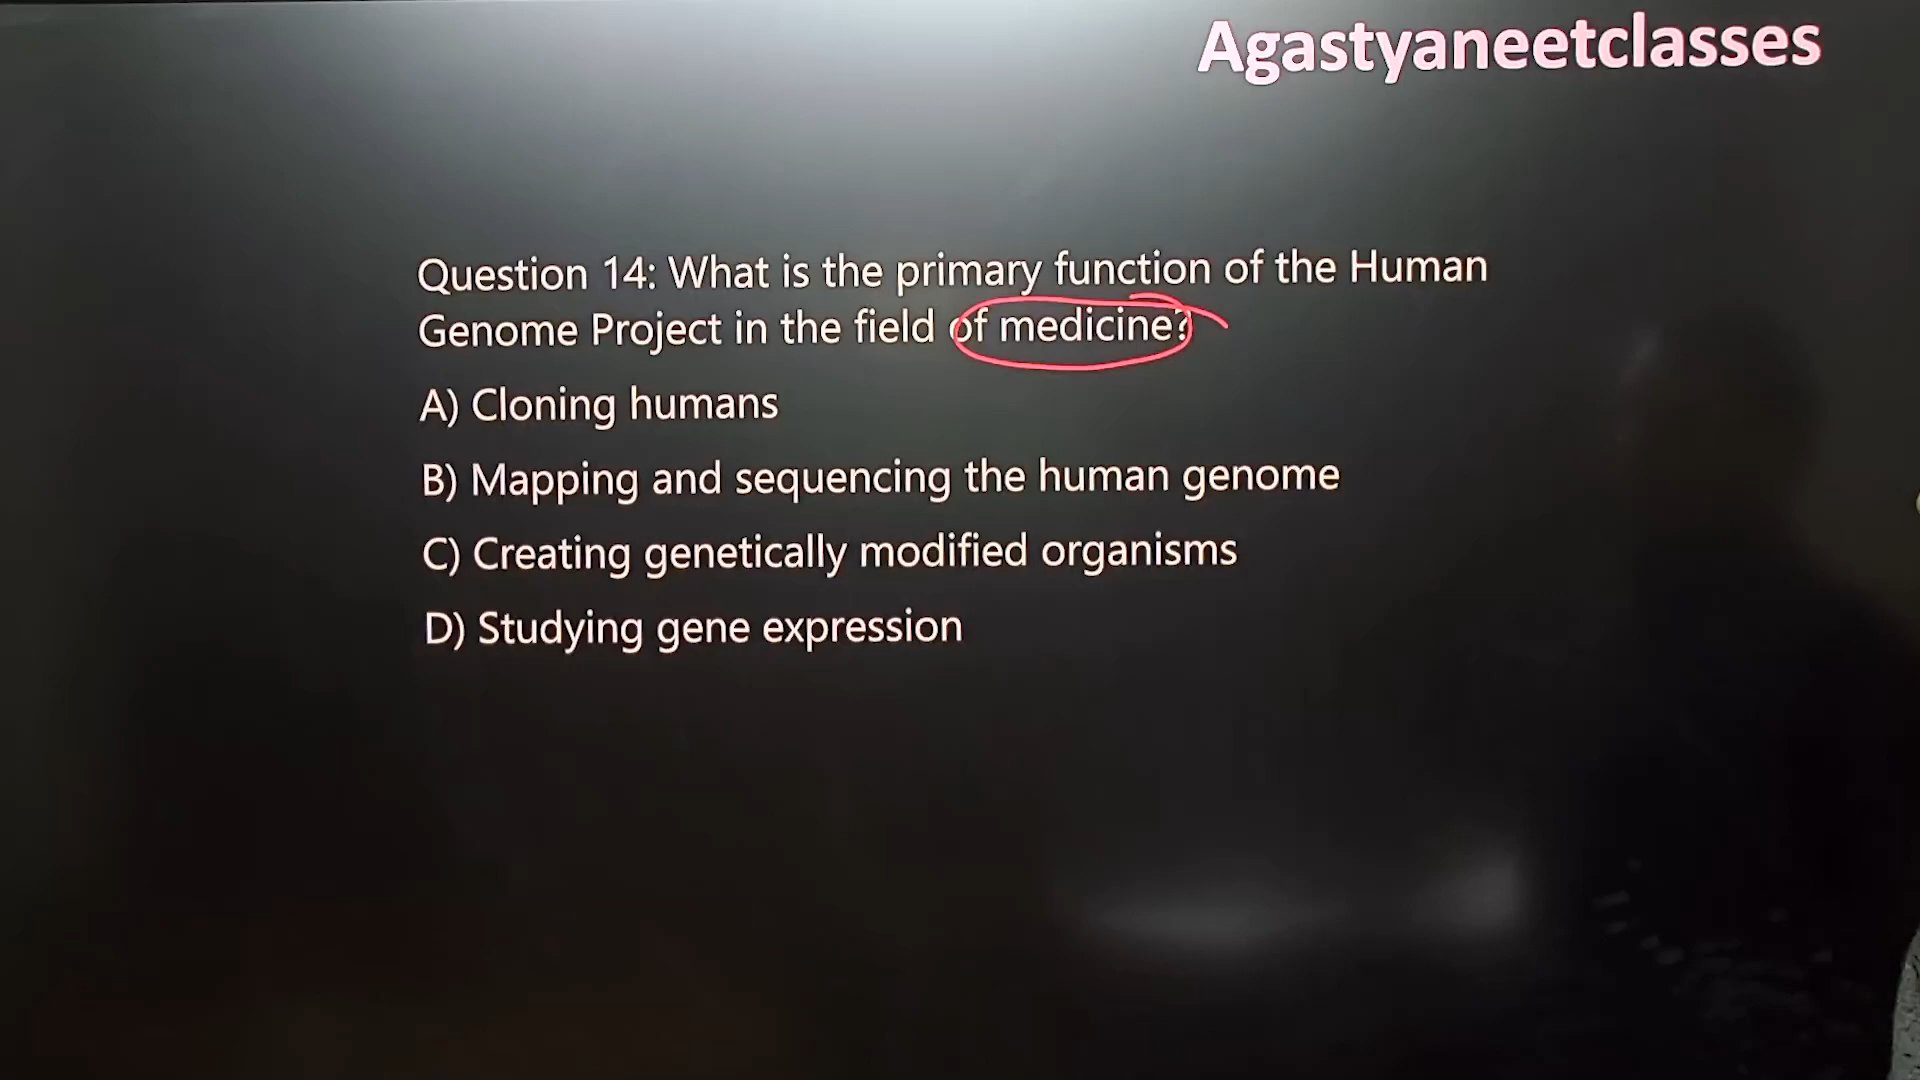 Agastyaneetclasses
Question 14: What is the primary function of the Human
Genome Project in the field of medicine?
A) Cloning humans
B) Mapping and sequencing the human genome
C) Creating genetically modified organisms
D) Studying gene expression